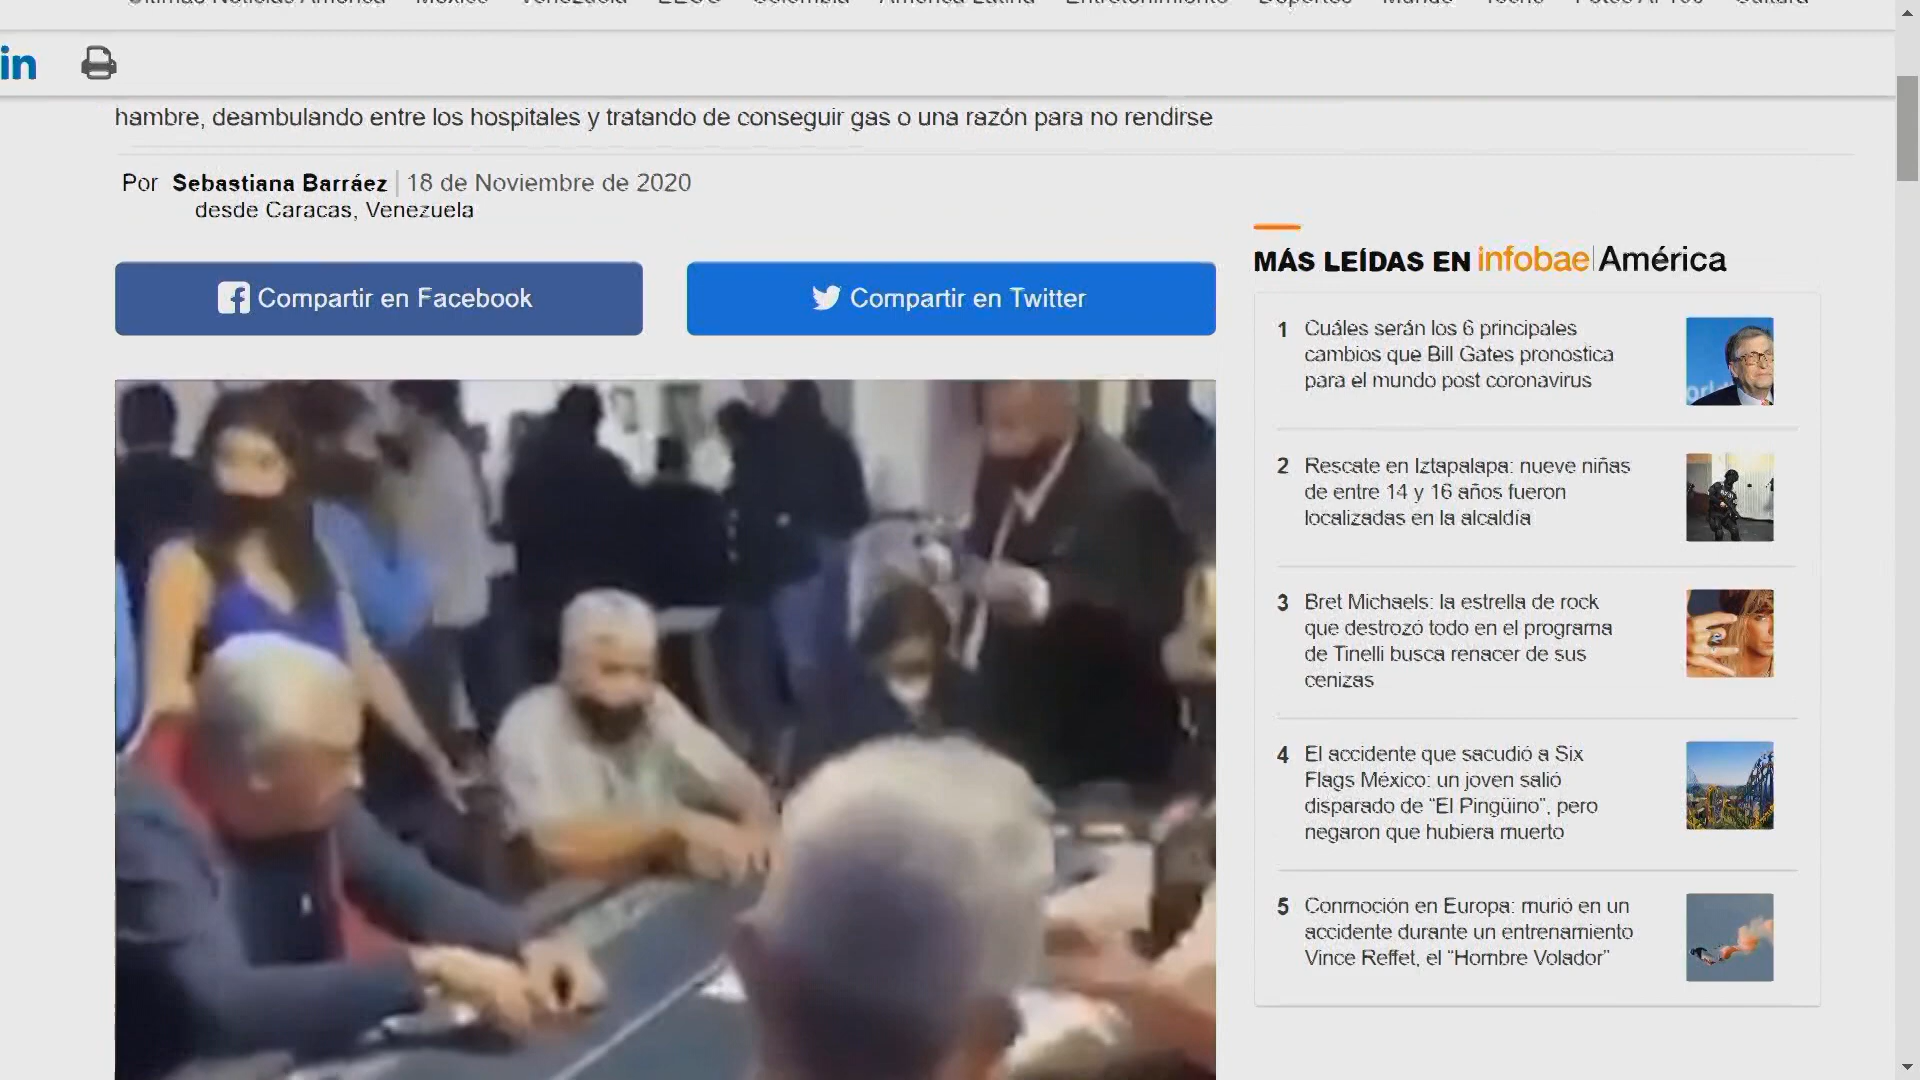 in
hambre, deambulando entre los hospitales y tratando de conseguir gas o una razón para no rendirse
Por Sebastiana Barráez | 18 de Noviembre de 2020
desde Caracas, Venezuela
Compartir en Facebook
Compartir en Twitter
MÁS LEÍDAS EN infobae|América
1 Cuáles serán los 6 principales
cambios que Bill Gates pronostica
para el mundo post coronavirus
2 Rescate en Iztapalapa: nueve niñas
de entre 14 y 16 años fueron
localizadas en la alcaldía
3 Bret Michaels: la estrella de rock
que destrozó todo en el programa
de Tinelli busca renacer de sus
cenizas
4 El accidente que sacudió a Six
Flags México: un joven salió
disparado de “El Pingüino”, pero
negaron que hubiera muerto
5 Conmoción en Europa: murió en un
accidente durante un entrenamiento
Vince Reffet, el “Hombre Volador”